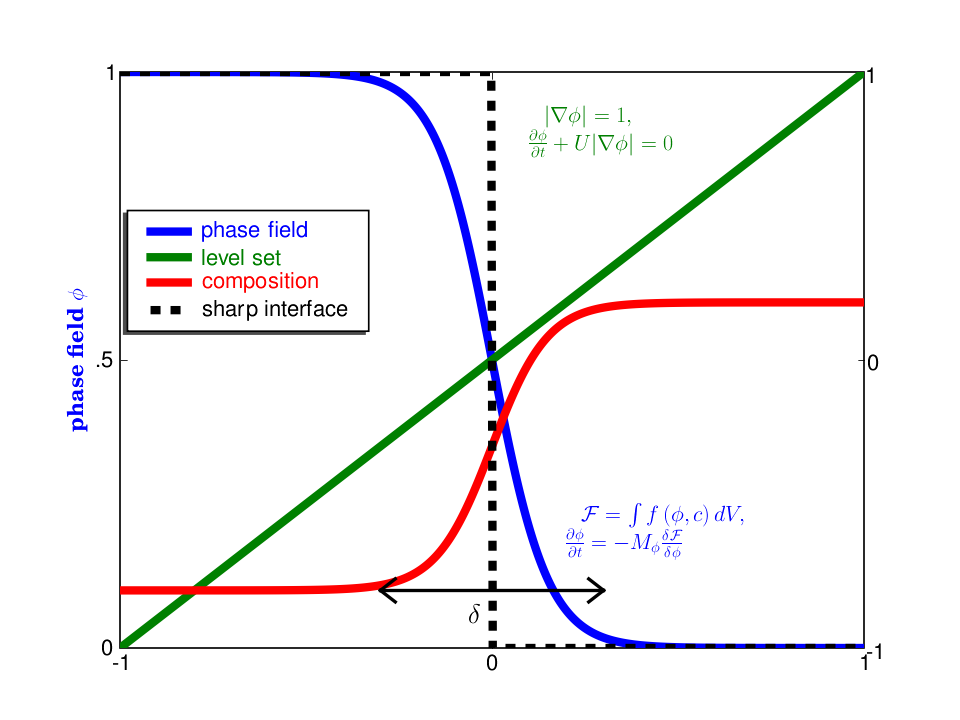 1
1
|∇ϕ| = 1,
∂ϕ/∂t + U|∇ϕ| = 0
phase field
level set
composition
sharp interface
phase field ϕ
.5
0
ℱ = ∫ f (ϕ, c) dV,
∂ϕ/∂t = −M_ϕ δℱ/δϕ
δ
0
-1
-1
0
1